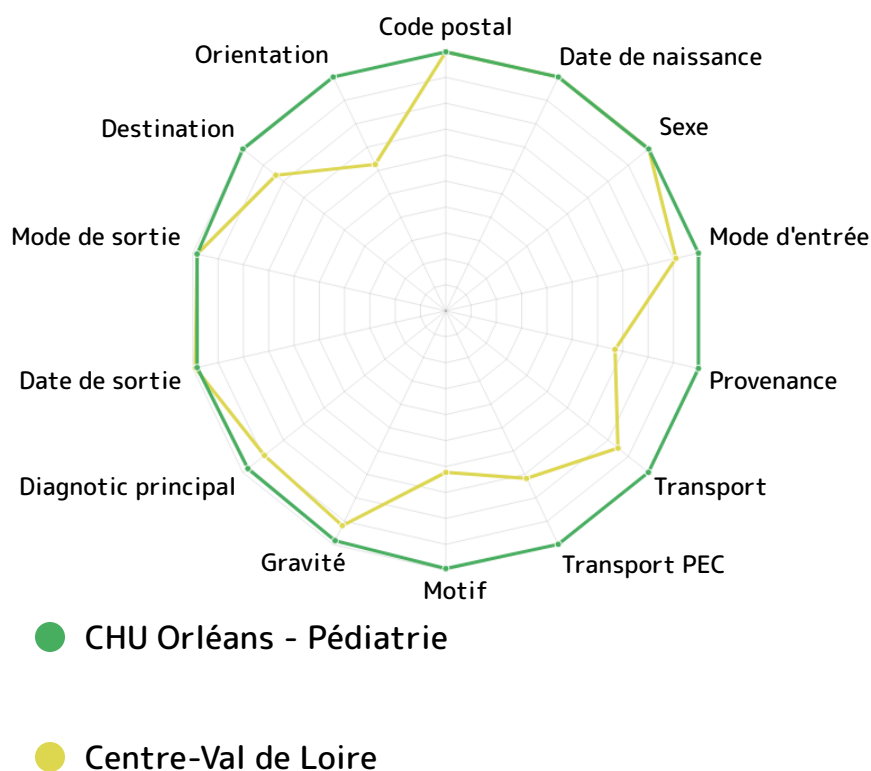 Code postal
Orientation
Date de naissance
Destination
Sexe
Mode de sortie
Mode d'entrée
Date de sortie
Provenance
Diagnotic principal
Transport
Gravité
Transport PEC
Motif
CHU Orléans - Pédiatrie
Centre-Val de Loire